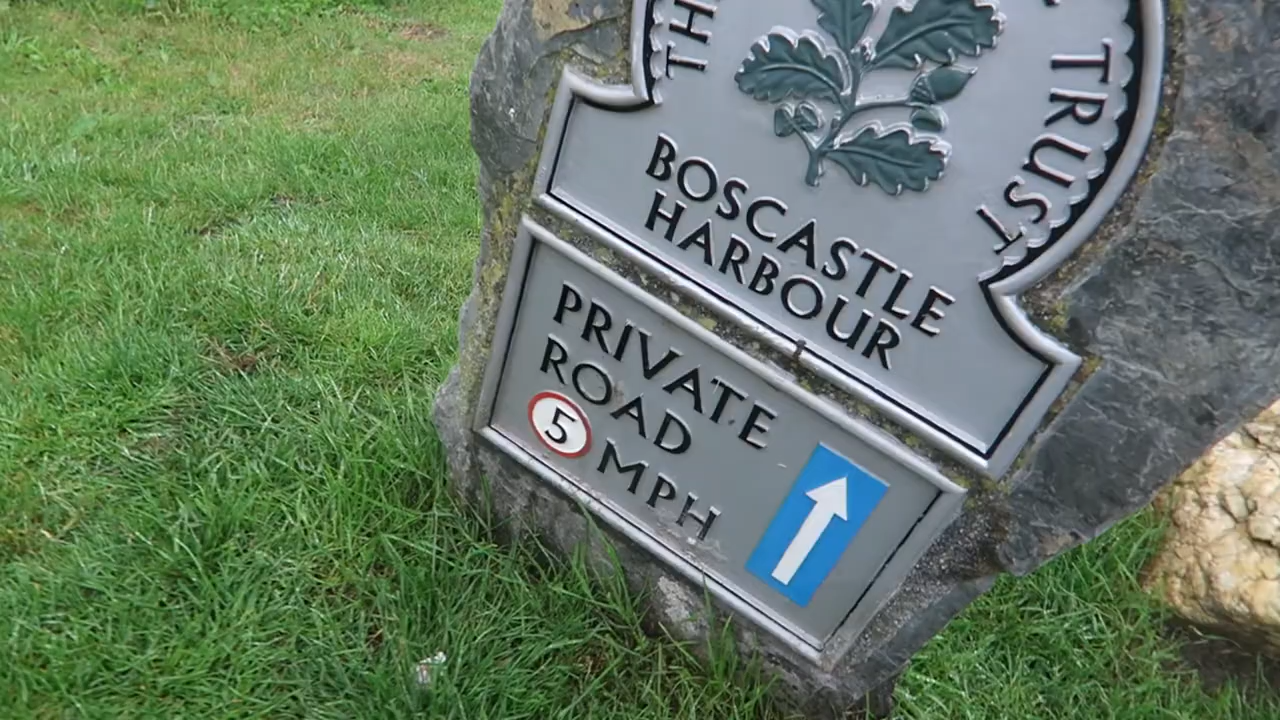 TH
TRUST
BOSCASTLE
HARBOUR
PRIVATE
ROAD
5 MPH